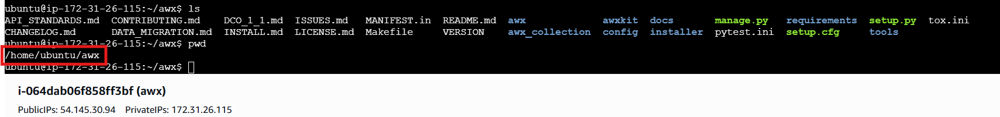 ubuntu@ip-172-31-26-115:~/awx$ ls
API_STANDARDS.md CONTRIBUTING.md DCO_1_1.md ISSUES.md MANIFEST.in README.md awx awxkit docs manage.py requirements setup.py tox.ini
CHANGELOG.md DATA_MIGRATION.md INSTALL.md LICENSE.md Makefile VERSION awx_collection config installer pytest.ini setup.cfg tools
ubuntu@ip-172-31-26-115:~/awx$ pwd
/home/ubuntu/awx
ubuntu@ip-172-31-26-115:~/awx$
i-064dab06f858ff3bf (awx)
PublicIPs: 54.145.30.94 PrivateIPs: 172.31.26.115